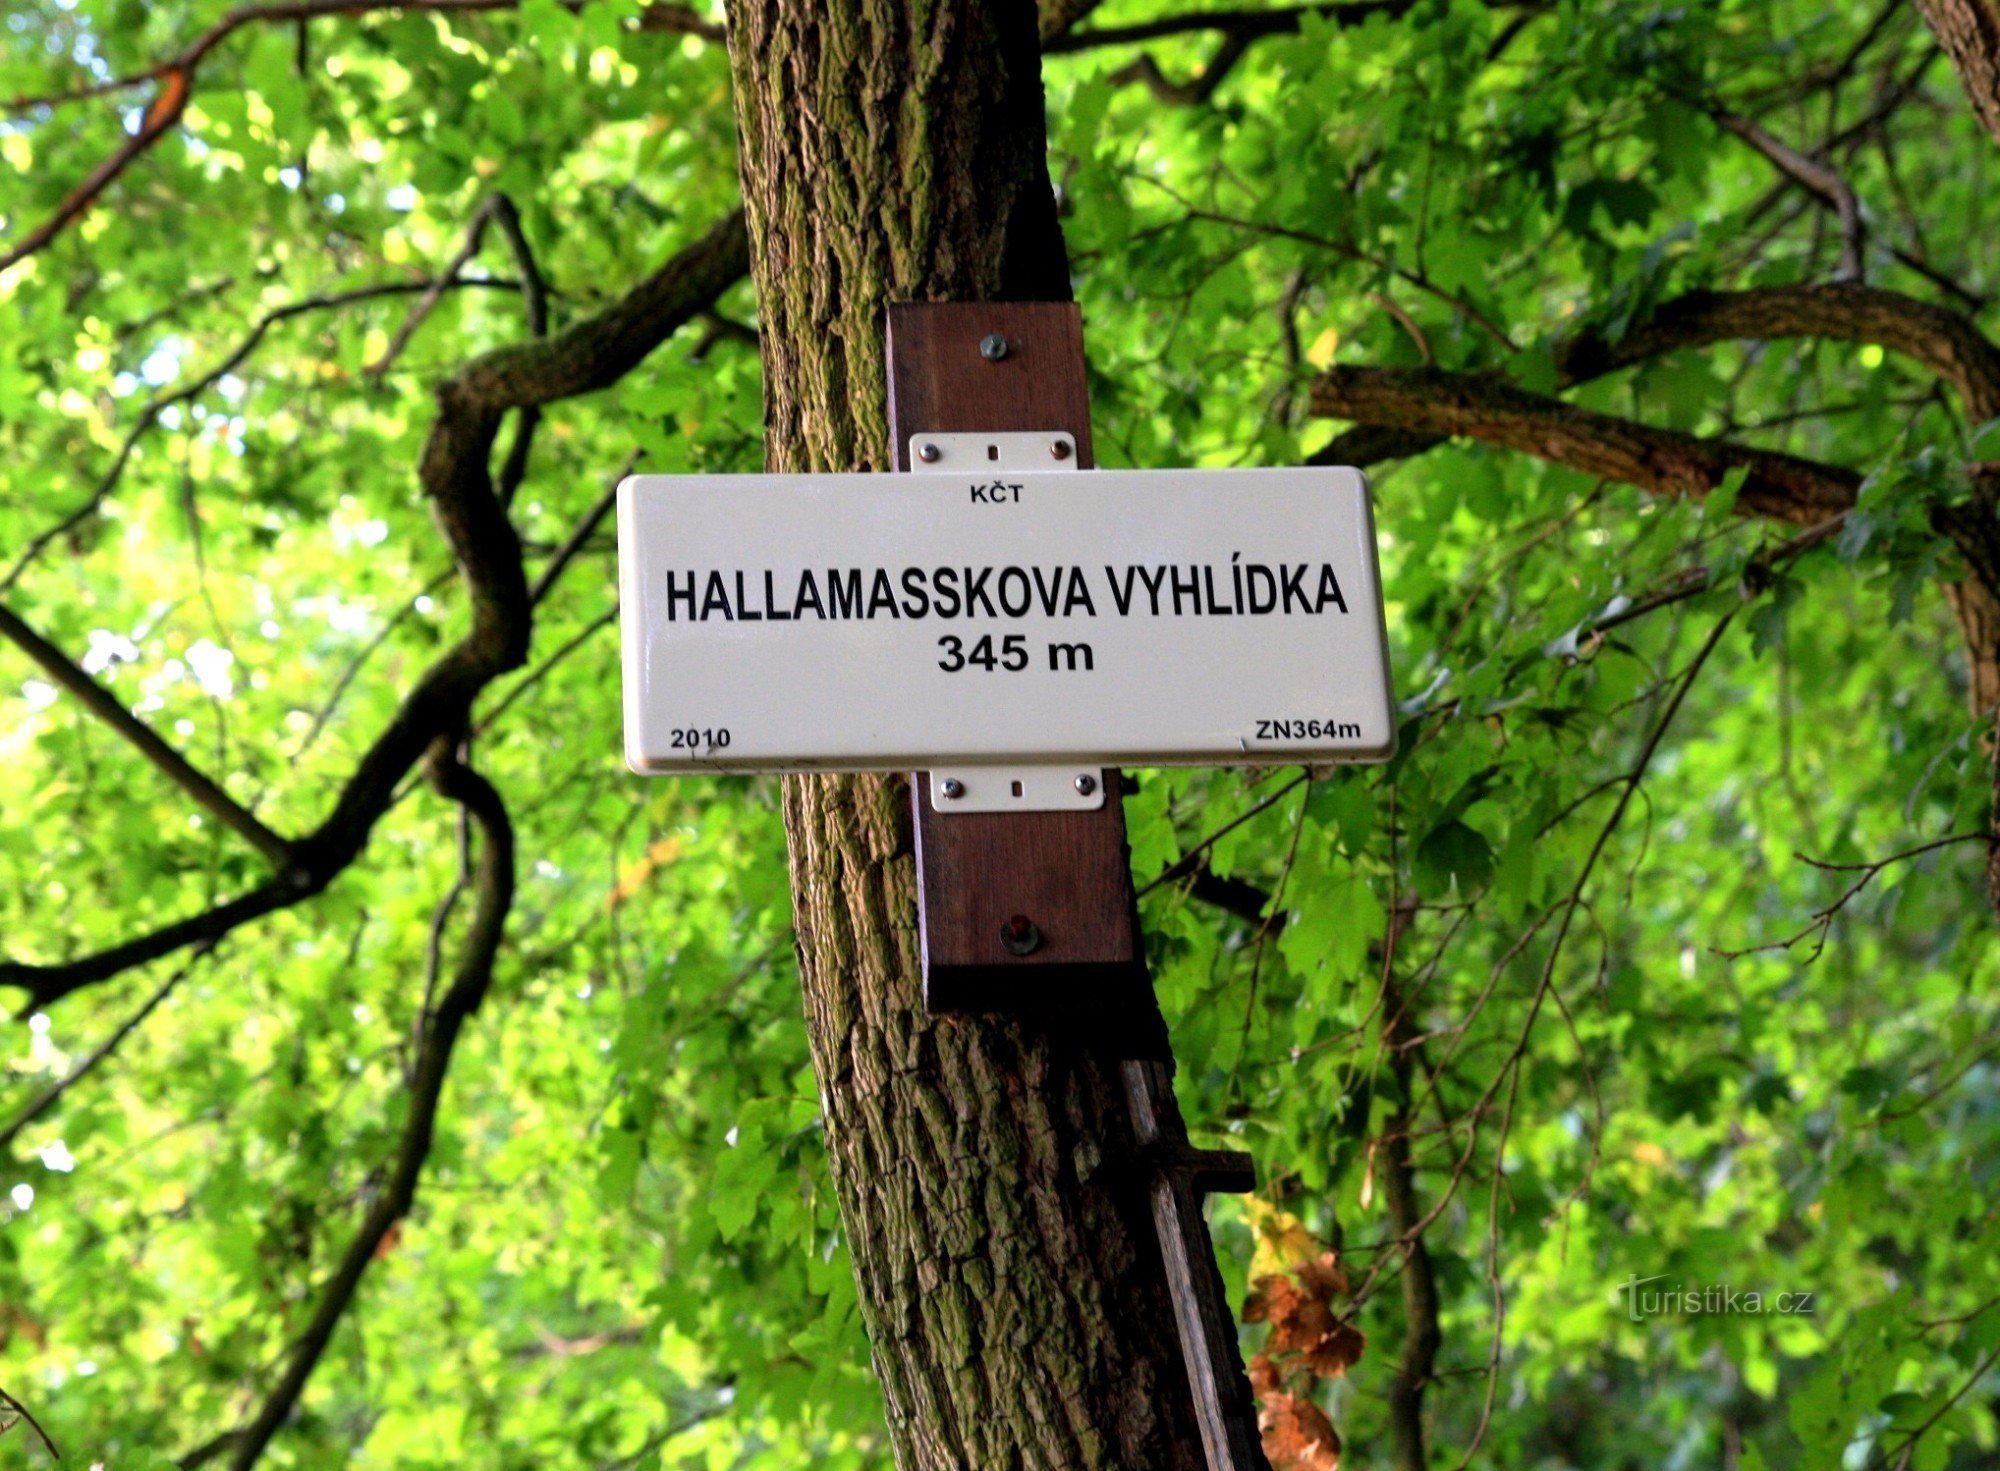 KČT
HALLAMASSKOVA VYHLÍDKA
345 m
2010 ZN364m
Turistika.cz